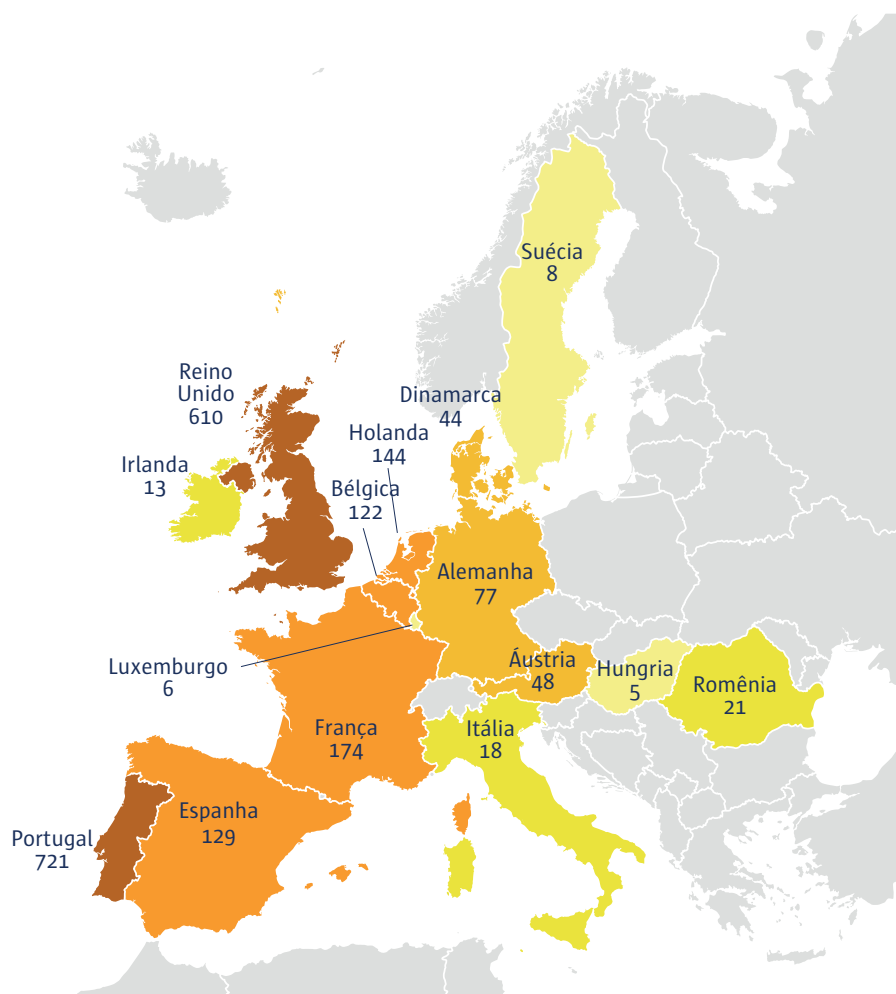 Suécia
8
Reino
Unido
610
Dinamarca
44
Holanda
144
Irlanda
13
Bélgica
122
Alemanha
77
Luxemburgo
6
Áustria
48
Hungria
5
Romênia
21
França
174
Itália
18
Espanha
129
Portugal
721